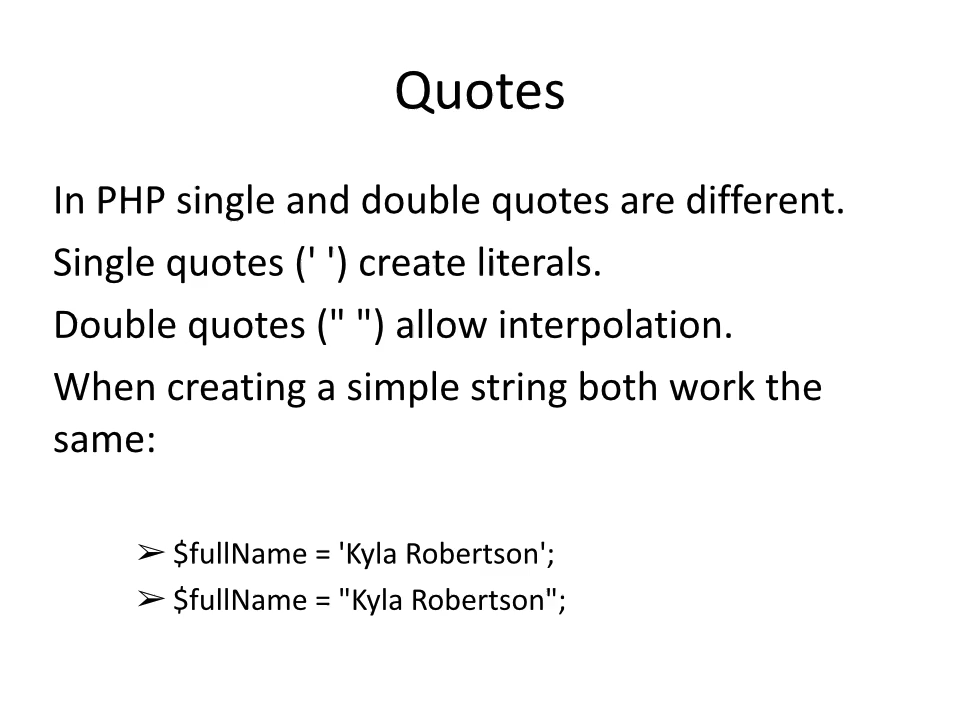 Quotes
In PHP single and double quotes are different.
Single quotes (' ') create literals.
Double quotes (" ") allow interpolation.
When creating a simple string both work the
same:
➢ $fullName = 'Kyla Robertson';
➢ $fullName = "Kyla Robertson";